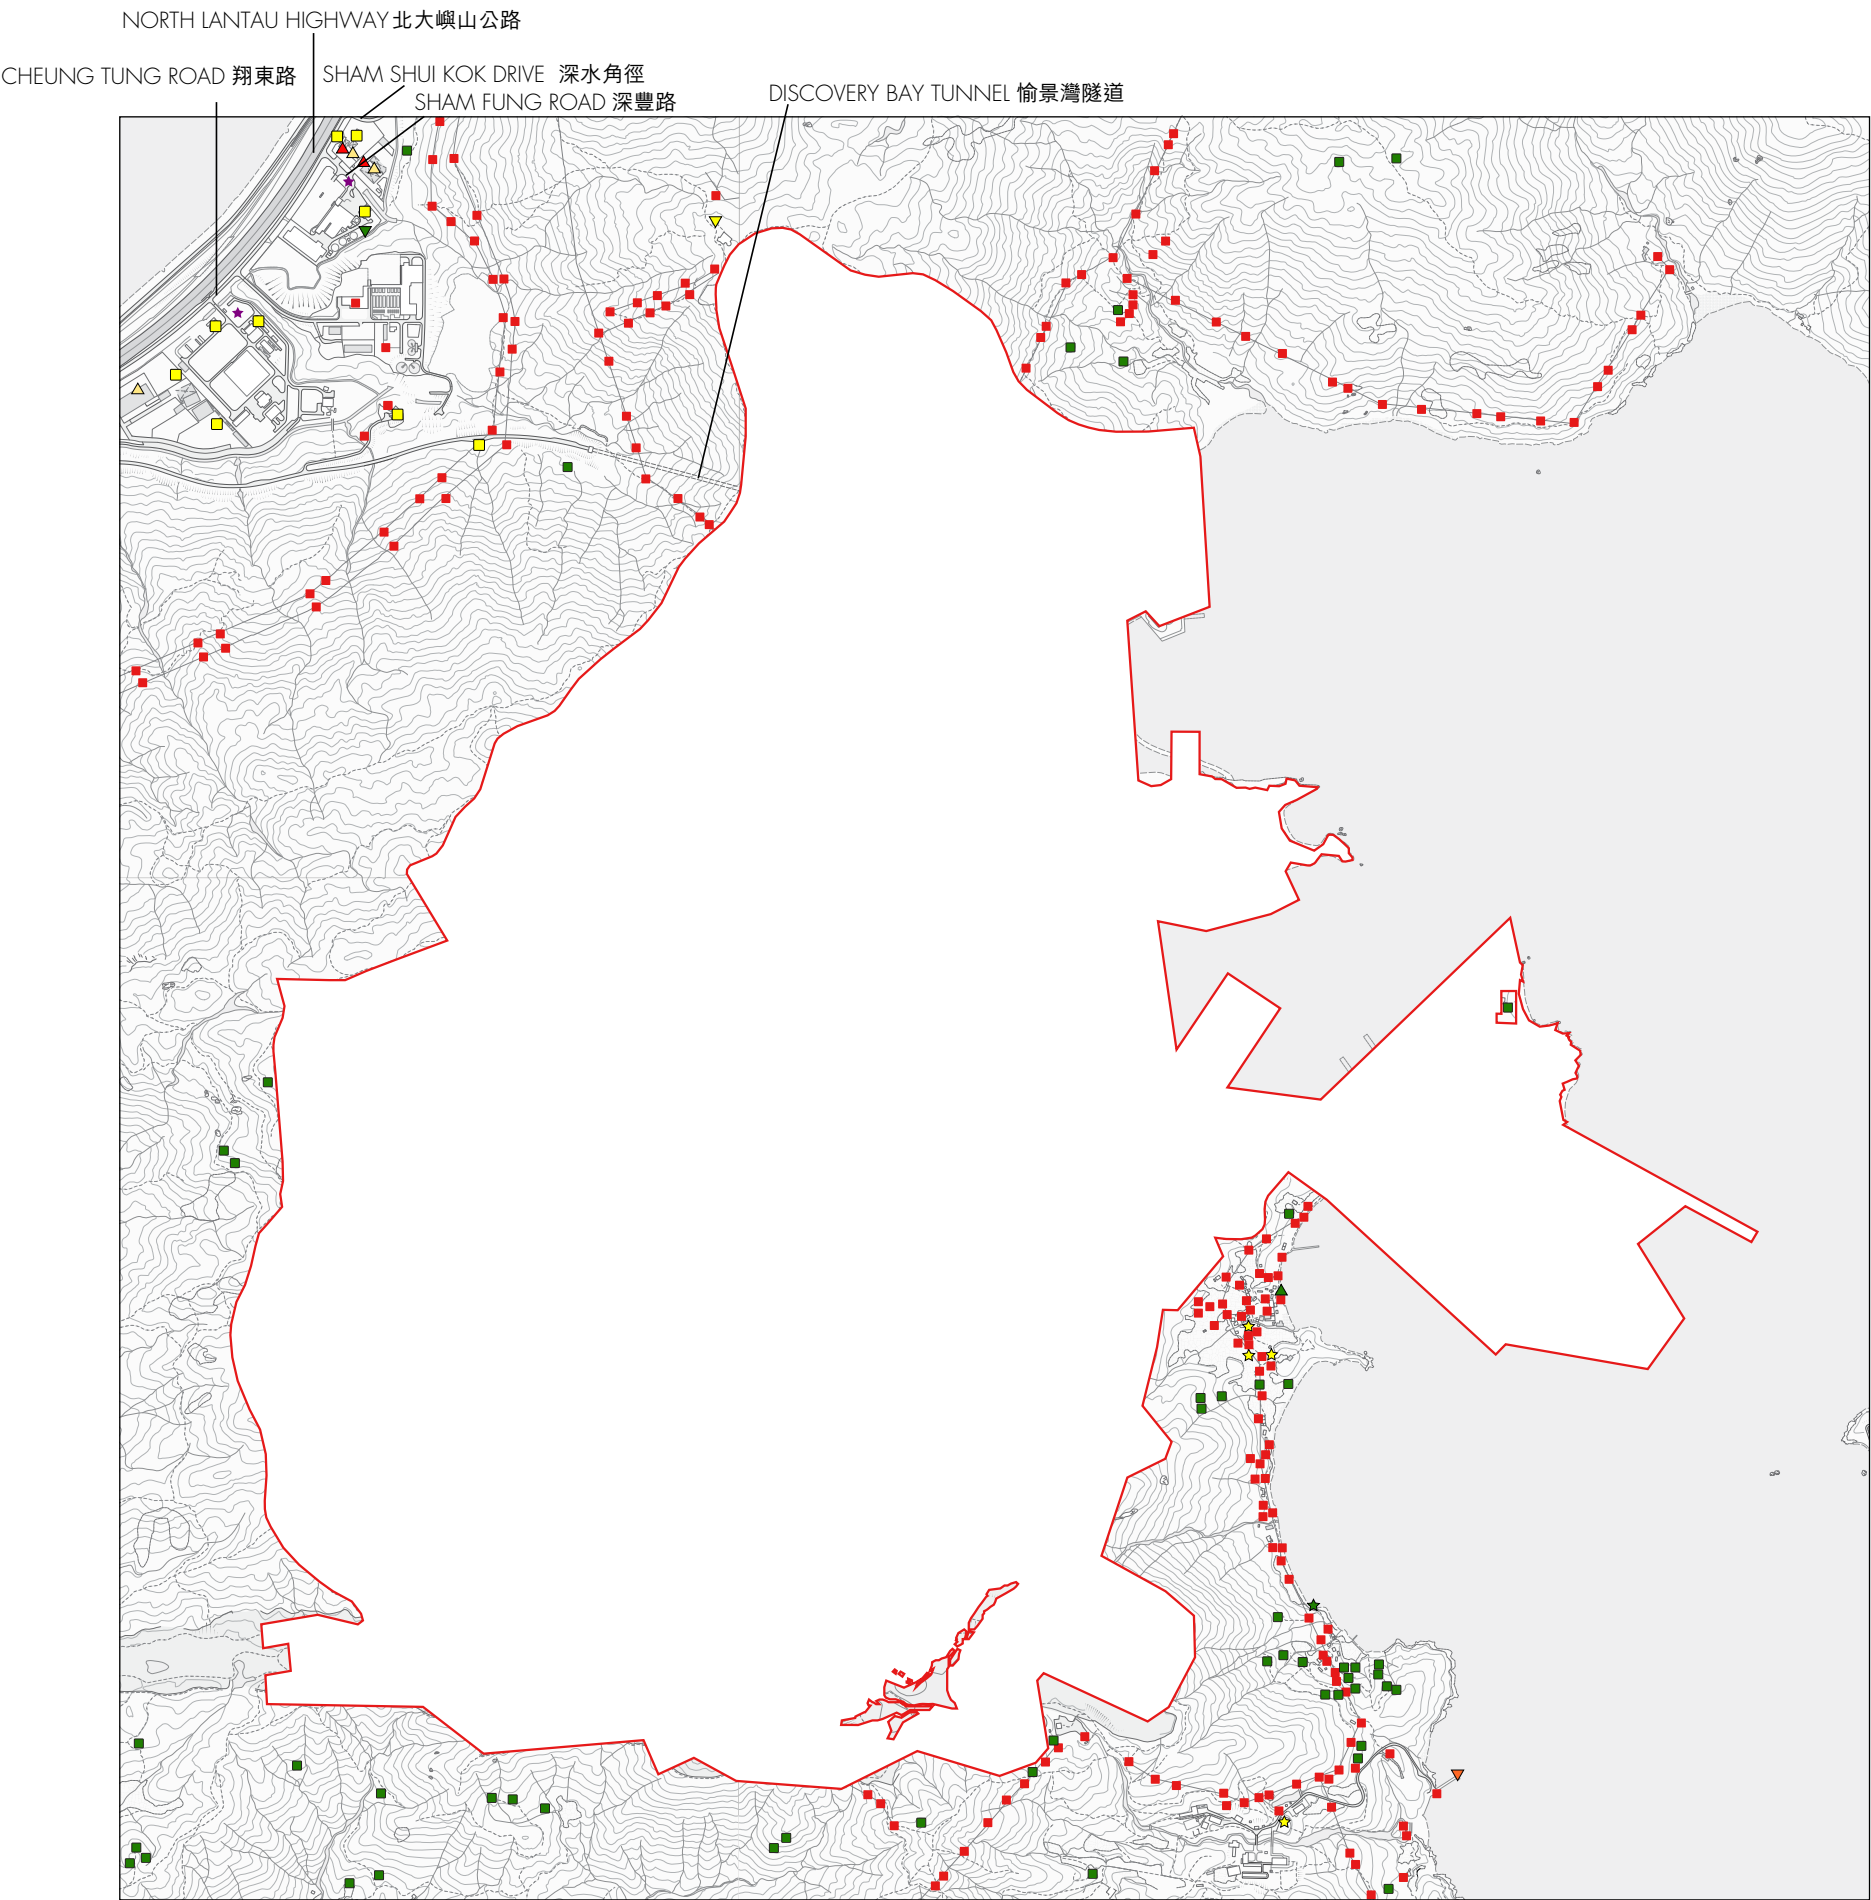 NORTH LANTAU HIGHWAY 北大嶼山公路
CHEUNG TUNG ROAD 翔東路
SHAM SHUI KOK DRIVE 深水角徑
SHAM FUNG ROAD 深豐路
DISCOVERY BAY TUNNEL 愉景灣隧道